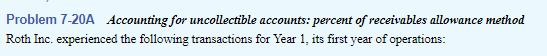 Problem 7-20A Accounting for uncollectible accounts: percent of receivables allowance method
Roth Inc. experienced the following transactions for Year 1, its first year of operations: